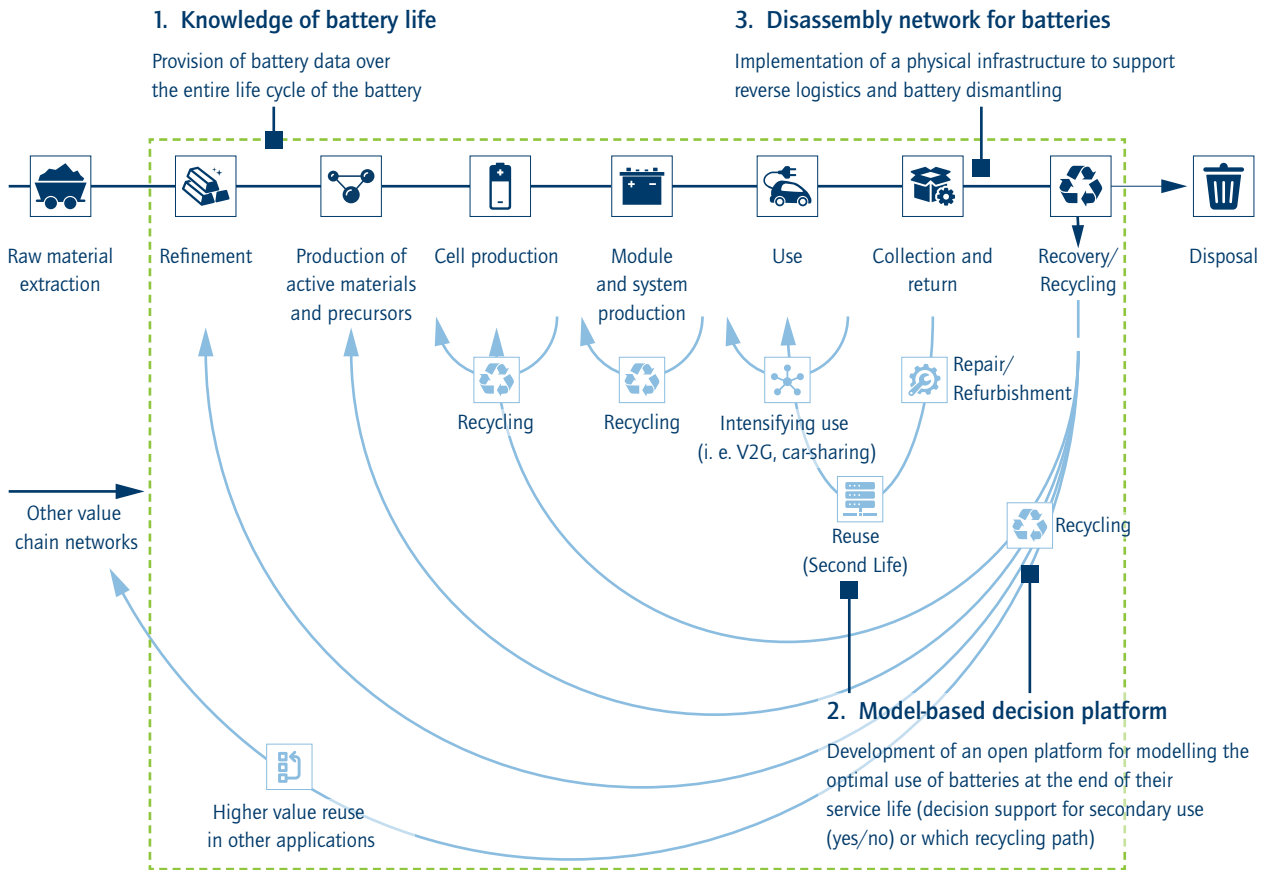 1. Knowledge of battery life
Provision of battery data over
the entire life cycle of the battery
3. Disassembly network for batteries
Implementation of a physical infrastructure to support
reverse logistics and battery dismantling
Raw material
extraction
Refinement
Production of
active materials
and precursors
Cell production
Module
and system
production
Use
Collection and
return
Recovery/
Recycling
Disposal
Recycling
Recycling
Intensifying use
(i. e. V2G, car-sharing)
Repair/
Refurbishment
Reuse
(Second Life)
Recycling
Other value
chain networks
Higher value reuse
in other applications
2. Model-based decision platform
Development of an open platform for modelling the
optimal use of batteries at the end of their
service life (decision support for secondary use
(yes/no) or which recycling path)